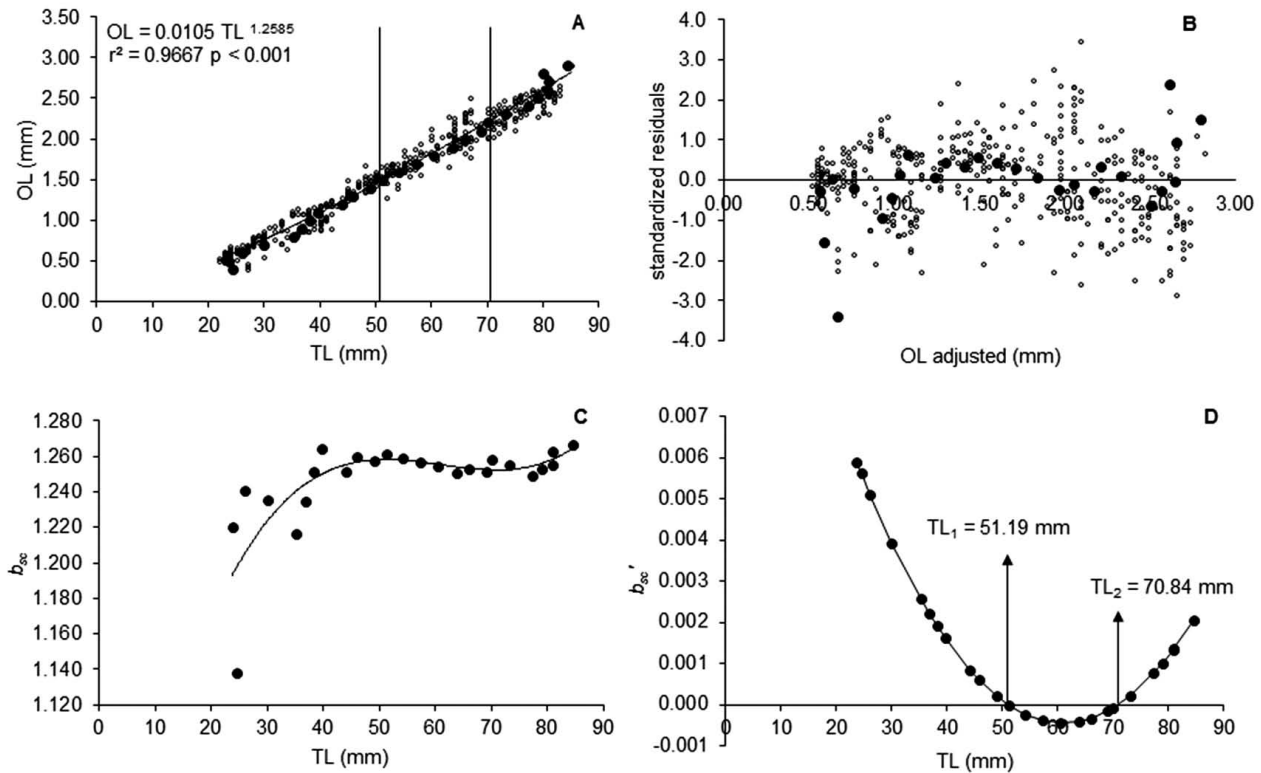 A
OL = 0.0105 TL 1.2585
r² = 0.9667 p < 0.001
3.50
3.00
2.50
2.00
1.50
1.00
0.50
0.00
OL (mm)
0 10 20 30 40 50 60 70 80 90
TL (mm)
B
4.0
3.0
2.0
1.0
0.0
-1.0
-2.0
-3.0
-4.0
standardized residuals
0.00 0.50 1.00 1.50 2.00 2.50 3.00
OL adjusted (mm)
C
1.280
1.260
1.240
1.220
1.200
1.180
1.160
1.140
1.120
bsc
0 10 20 30 40 50 60 70 80 90
TL (mm)
D
0.007
0.006
0.005
0.004
0.003
0.002
0.001
0.000
-0.001
bsc'
TL1 = 51.19 mm
TL2 = 70.84 mm
0 10 20 30 40 50 60 70 80 90
TL (mm)